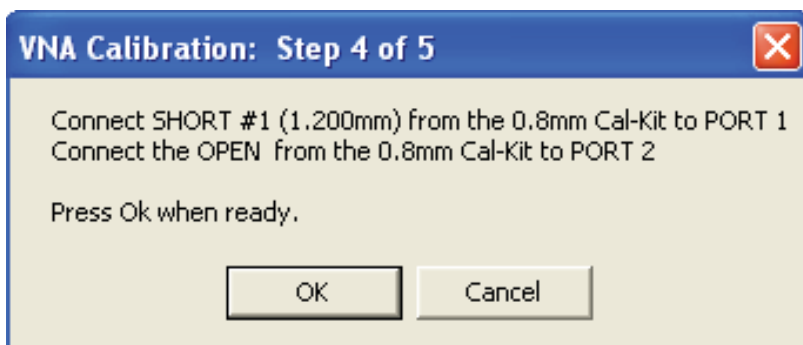 VNA Calibration: Step 4 of 5
Connect SHORT #1 (1.200mm) from the 0.8mm Cal-Kit to PORT 1
Connect the OPEN from the 0.8mm Cal-Kit to PORT 2
Press Ok when ready.
OK Cancel